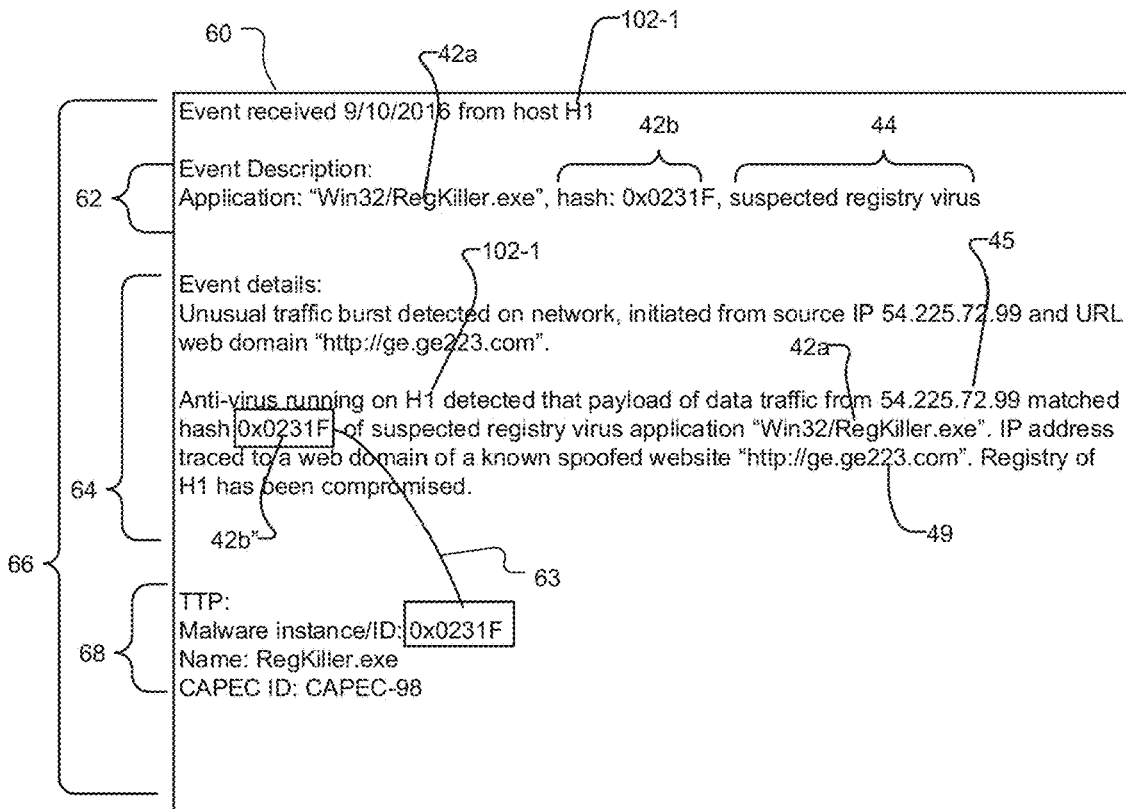 102-1
60
42a
Event received 9/10/2016 from host H1
42b
44
Event Description:
62
Application: “Win32/RegKiller.exe”, hash: 0x0231F, suspected registry virus
102-1
45
Event details:
Unusual traffic burst detected on network, initiated from source IP 54.225.72.99 and URL
web domain “http://ge.ge223.com”.
42a
Anti-virus running on H1 detected that payload of data traffic from 54.225.72.99 matched
hash 0x0231F of suspected registry virus application “Win32/RegKiller.exe”. IP address
traced to a web domain of a known spoofed website “http://ge.ge223.com”. Registry of
64
H1 has been compromised.
42b”
49
66
63
TTP:
Malware instance/ID: 0x0231F
68
Name: RegKiller.exe
CAPEC ID: CAPEC-98